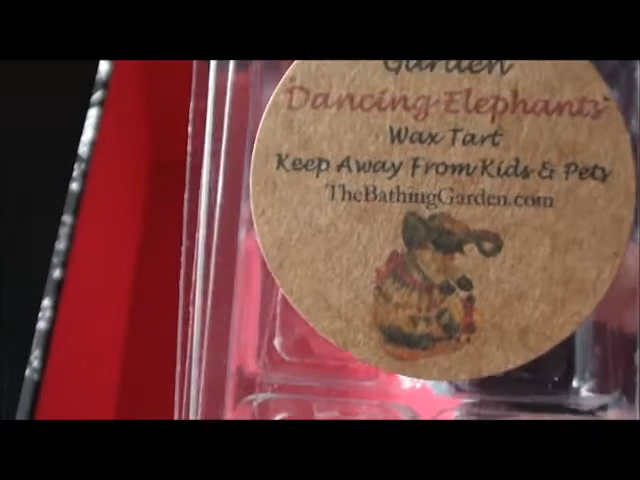 Garden
Dancing Elephants
Wax Tart
Keep Away From Kids & Pets
TheBathingGarden.com